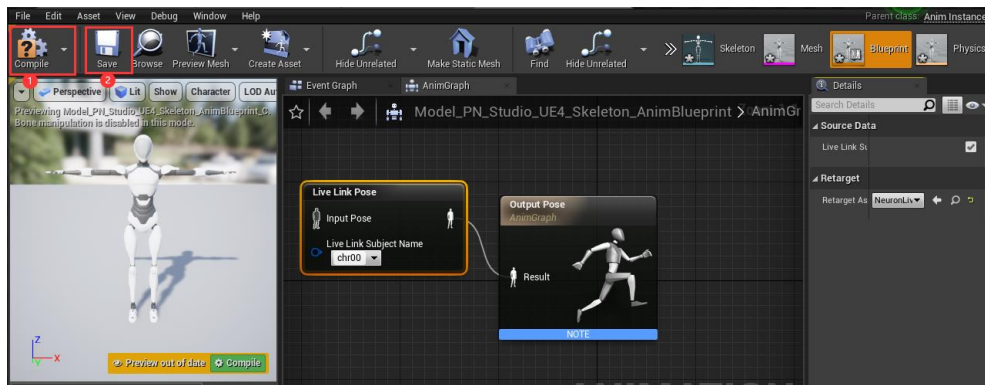 File Edit Asset View Debug Window Help
Parent class: Anim Instance
Compile
Save
Browse
Preview Mesh
Create Asset
Hide Unrelated
Make Static Mesh
Find
Hide Unrelated
Skeleton
Mesh
Blueprint
Physics
1
2
Perspective Lit Show Character LOD Au
Event Graph
AnimGraph
Details
Previewing Model_PN_Studio_UE4_Skeleton_AnimBlueprint_C.
Bone manipulation is disabled in this mode.
Model_PN_Studio_UE4_Skeleton_AnimBlueprint > AnimGr
Search Details
Source Data
Live Link Su
Retarget
Retarget As NeuronLiv
Live Link Pose
Input Pose
Live Link Subject Name
chr00
Output Pose
AnimGraph
Result
NOTE
Z
X
Y
Preview out of date Compile